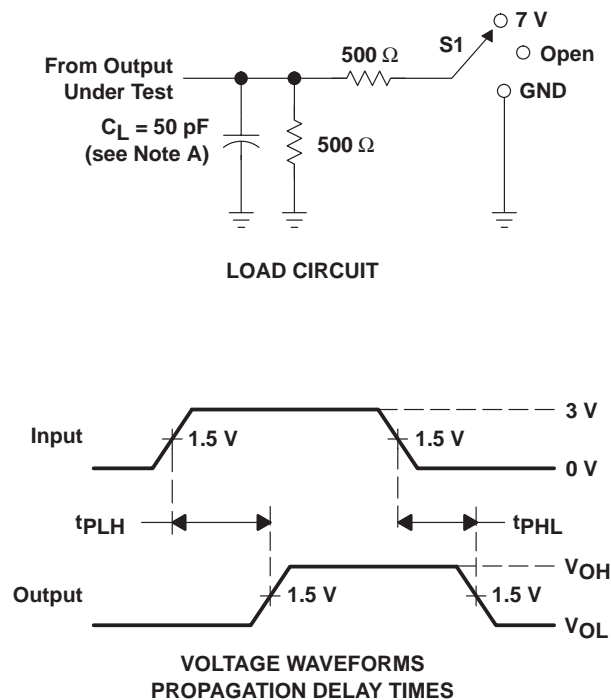 7 V
S1
500 Ω
Open
From Output
Under Test
GND
CL = 50 pF
(see Note A)
500 Ω
LOAD CIRCUIT
3 V
Input
1.5 V
1.5 V
0 V
tPLH
tPHL
VOH
Output
1.5 V
1.5 V
VOL
VOLTAGE WAVEFORMS
PROPAGATION DELAY TIMES